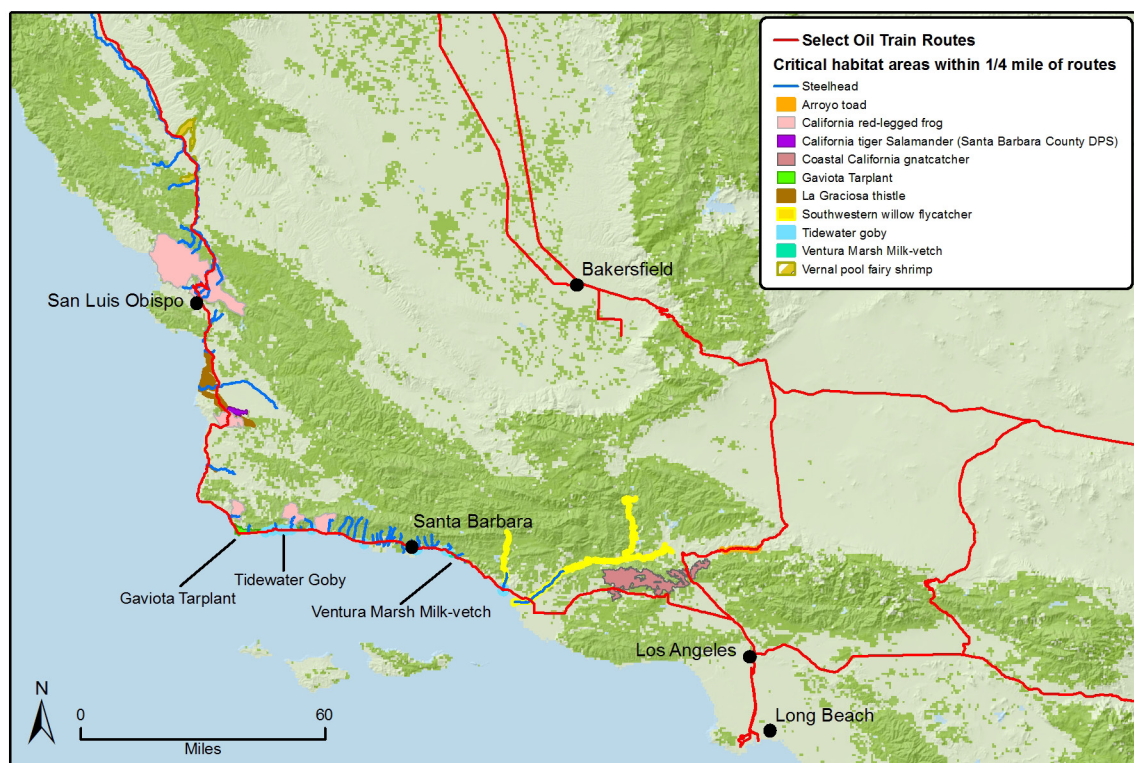 Select Oil Train Routes
Critical habitat areas within 1/4 mile of routes
Steelhead
Arroyo toad
California red-legged frog
California tiger Salamander (Santa Barbara County DPS)
Coastal California gnatcatcher
Gaviota Tarplant
La Graciosa thistle
Southwestern willow flycatcher
Tidewater goby
Ventura Marsh Milk-vetch
Vernal pool fairy shrimp
Bakersfield
San Luis Obispo
Santa Barbara
Tidewater Goby
Gaviota Tarplant
Ventura Marsh Milk-vetch
Los Angeles
Long Beach
N
0 60
Miles